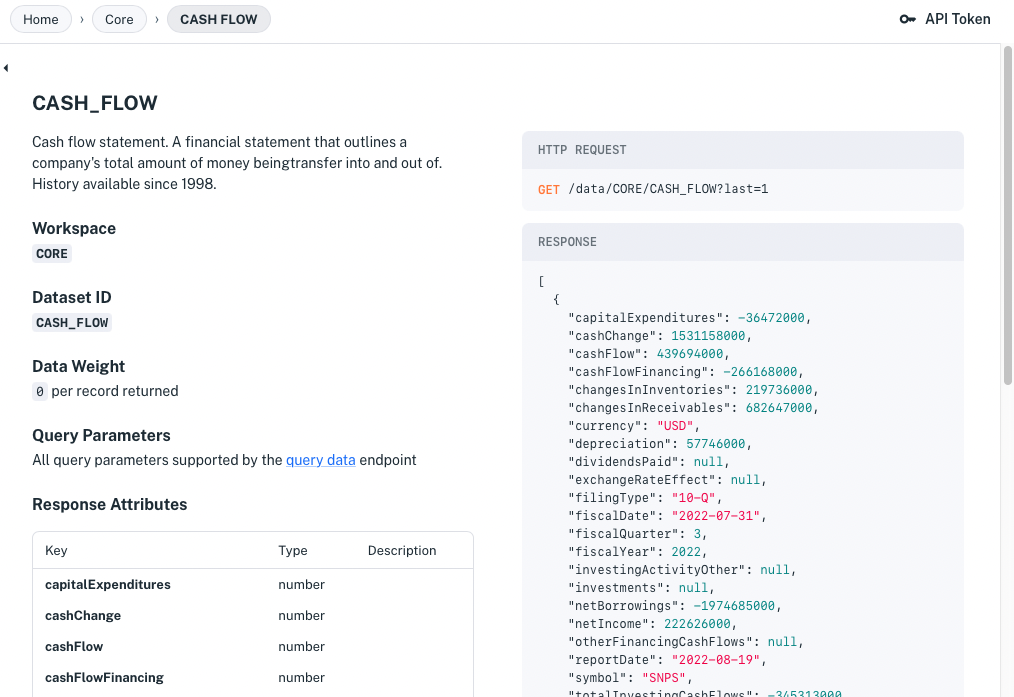 Home › Core › CASH FLOW
API Token
CASH_FLOW
Cash flow statement. A financial statement that outlines a
company's total amount of money beingtransfer into and out of.
History available since 1998.
Workspace
CORE
Dataset ID
CASH_FLOW
Data Weight
0 per record returned
Query Parameters
All query parameters supported by the query data endpoint
Response Attributes
Key Type Description
capitalExpenditures number
cashChange number
cashFlow number
cashFlowFinancing number
HTTP REQUEST
GET /data/CORE/CASH_FLOW?last=1
RESPONSE
[
{
"capitalExpenditures": -36472000,
"cashChange": 1531158000,
"cashFlow": 439694000,
"cashFlowFinancing": -266168000,
"changesInInventories": 219736000,
"changesInReceivables": 682647000,
"currency": "USD",
"depreciation": 57746000,
"dividendsPaid": null,
"exchangeRateEffect": null,
"filingType": "10-Q",
"fiscalDate": "2022-07-31",
"fiscalQuarter": 3,
"fiscalYear": 2022,
"investingActivityOther": null,
"investments": null,
"netBorrowings": -1974685000,
"netIncome": 222626000,
"otherFinancingCashFlows": null,
"reportDate": "2022-08-19",
"symbol": "SNPS",
"totalInvestingCashFlows": -345313000